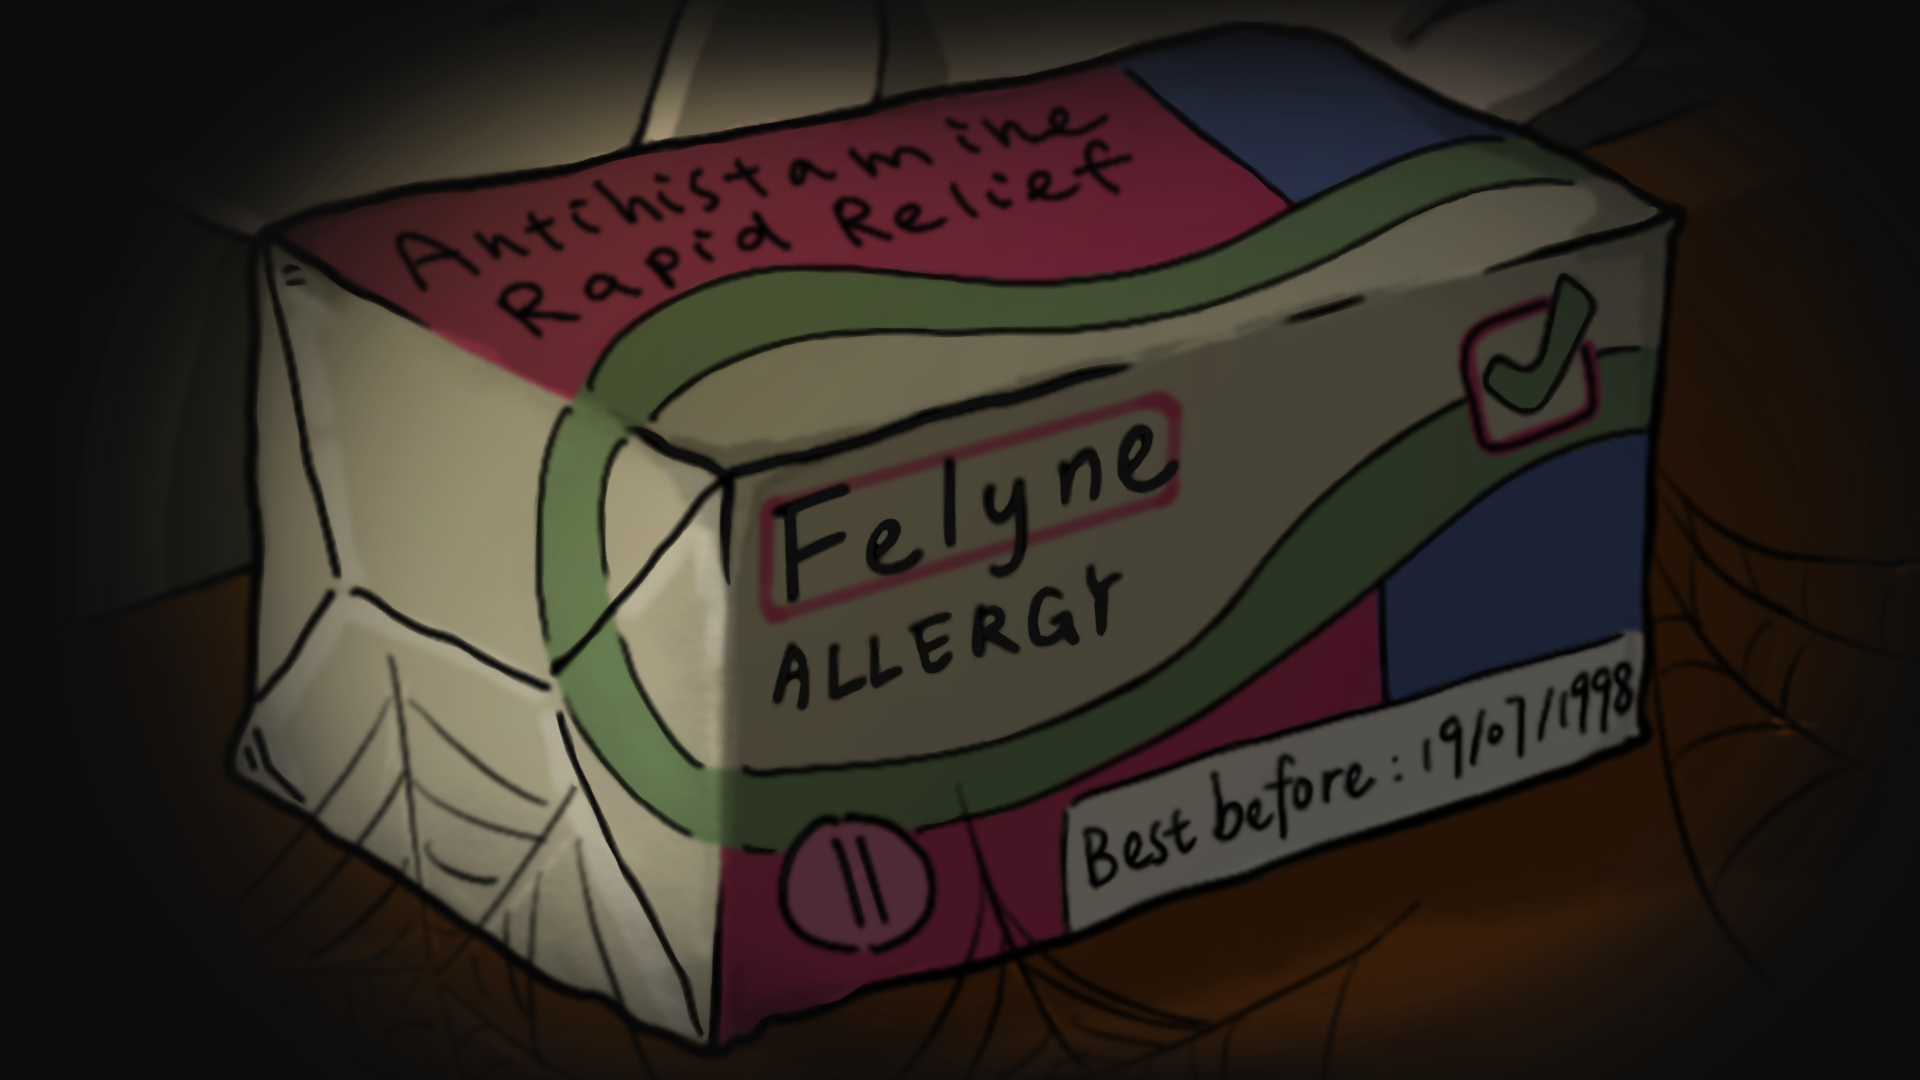 Antihistamine
Rapid Relief
Felyne
ALLERGY
Best before: 19/07/1998